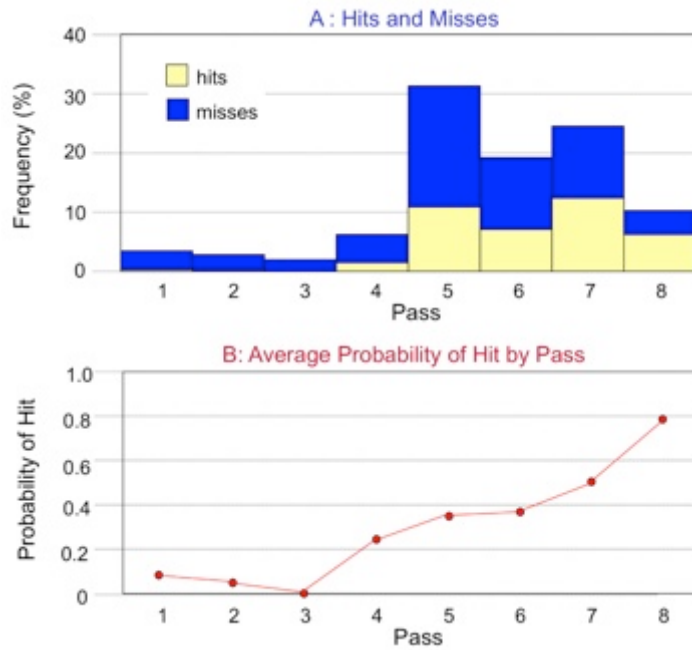 A : Hits and Misses
40
30
20
10
0
Frequency (%)
hits
misses
1 2 3 4 5 6 7 8
Pass
B: Average Probability of Hit by Pass
1.0
0.8
0.6
0.4
0.2
0
Probability of Hit
1 2 3 4 5 6 7 8
Pass